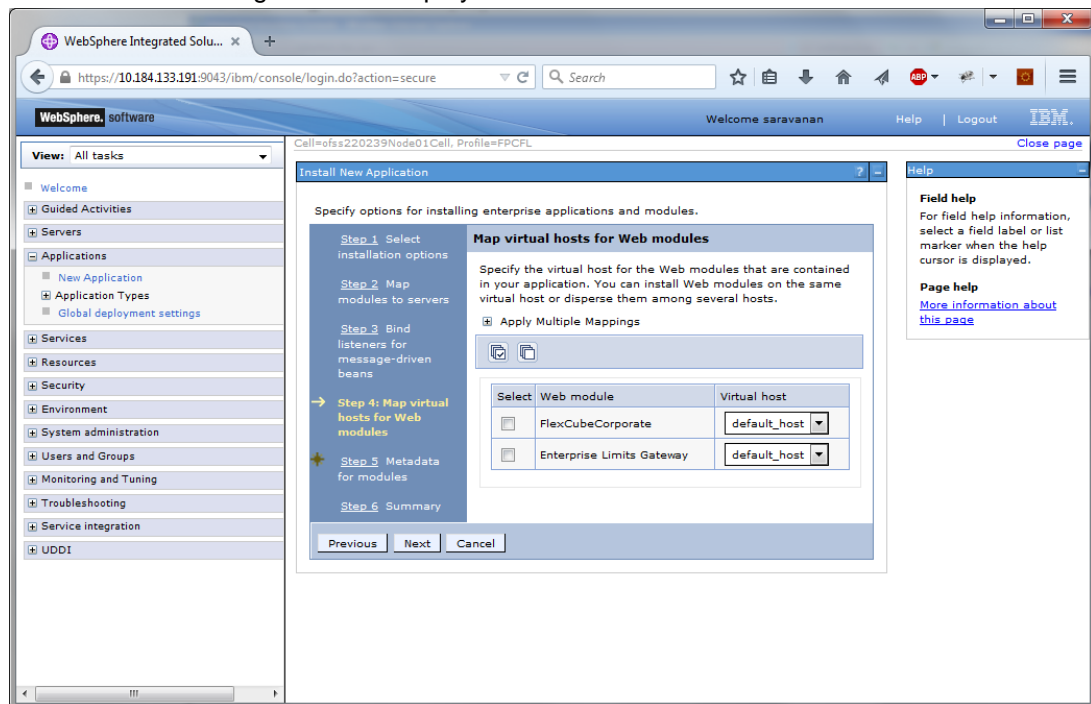 WebSphere Integrated Solu... × +
https://10.184.133.191:9043/ibm/console/login.do?action=secure
Search
ABP
WebSphere. software
Welcome saravanan
Help | Logout
IBM.
Cell=ofss220239Node01Cell, Profile=FPCFL
Close page
View: All tasks
Welcome
Guided Activities
Servers
Applications
New Application
Application Types
Global deployment settings
Services
Resources
Security
Environment
System administration
Users and Groups
Monitoring and Tuning
Troubleshooting
Service integration
UDDI
Install New Application
? –
Specify options for installing enterprise applications and modules.
Step 1 Select
installation options
Step 2 Map
modules to servers
Step 3 Bind
listeners for
message-driven
beans
Step 4: Map virtual
hosts for Web
modules
Step 5 Metadata
for modules
Step 6 Summary
Map virtual hosts for Web modules
Specify the virtual host for the Web modules that are contained
in your application. You can install Web modules on the same
virtual host or disperse them among several hosts.
Apply Multiple Mappings
Select Web module Virtual host
FlexCubeCorporate default_host
Enterprise Limits Gateway default_host
Previous Next Cancel
Help
Field help
For field help information,
select a field label or list
marker when the help
cursor is displayed.
Page help
More information about
this page